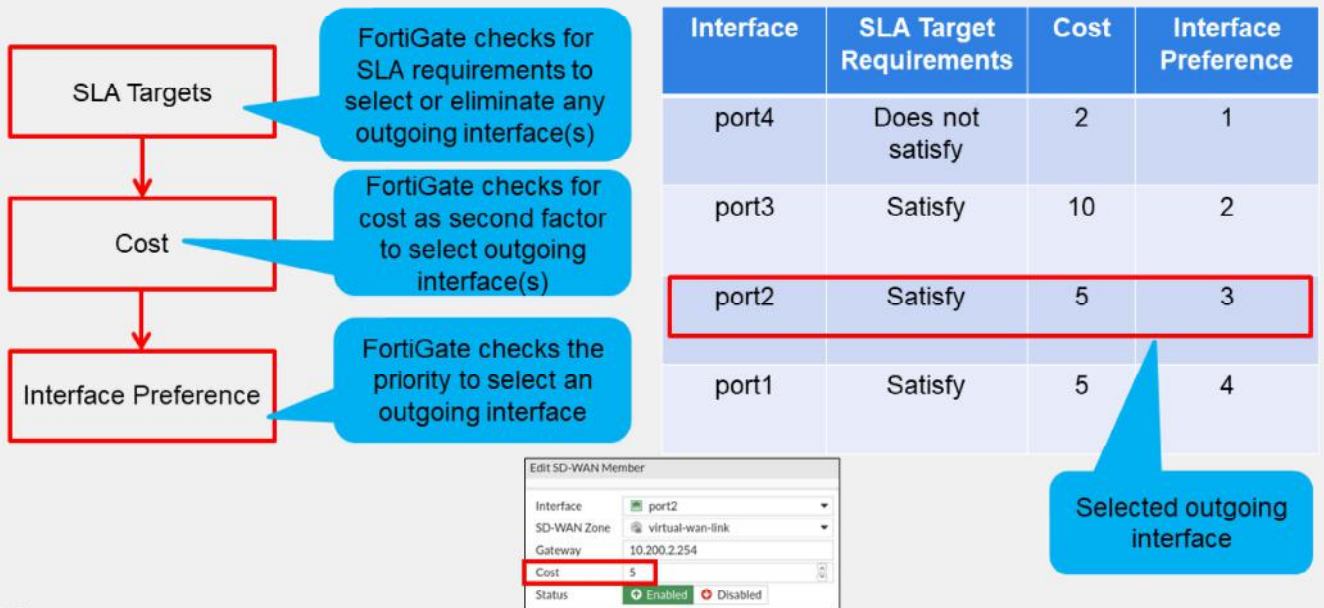 SLA Targets
FortiGate checks for
SLA requirements to
select or eliminate any
outgoing interface(s)
Cost
FortiGate checks for
cost as second factor
to select outgoing
interface(s)
Interface Preference
FortiGate checks the
priority to select an
outgoing interface
Interface
SLA Target
Requirements
Cost
Interface
Preference
port4
Does not
satisfy
2
1
port3
Satisfy
10
2
port2
Satisfy
5
3
port1
Satisfy
5
4
Selected outgoing
interface
Edit SD-WAN Member
Interface port2
SD-WAN Zone virtual-wan-link
Gateway 10.200.2.254
Cost 5
Status Enabled Disabled